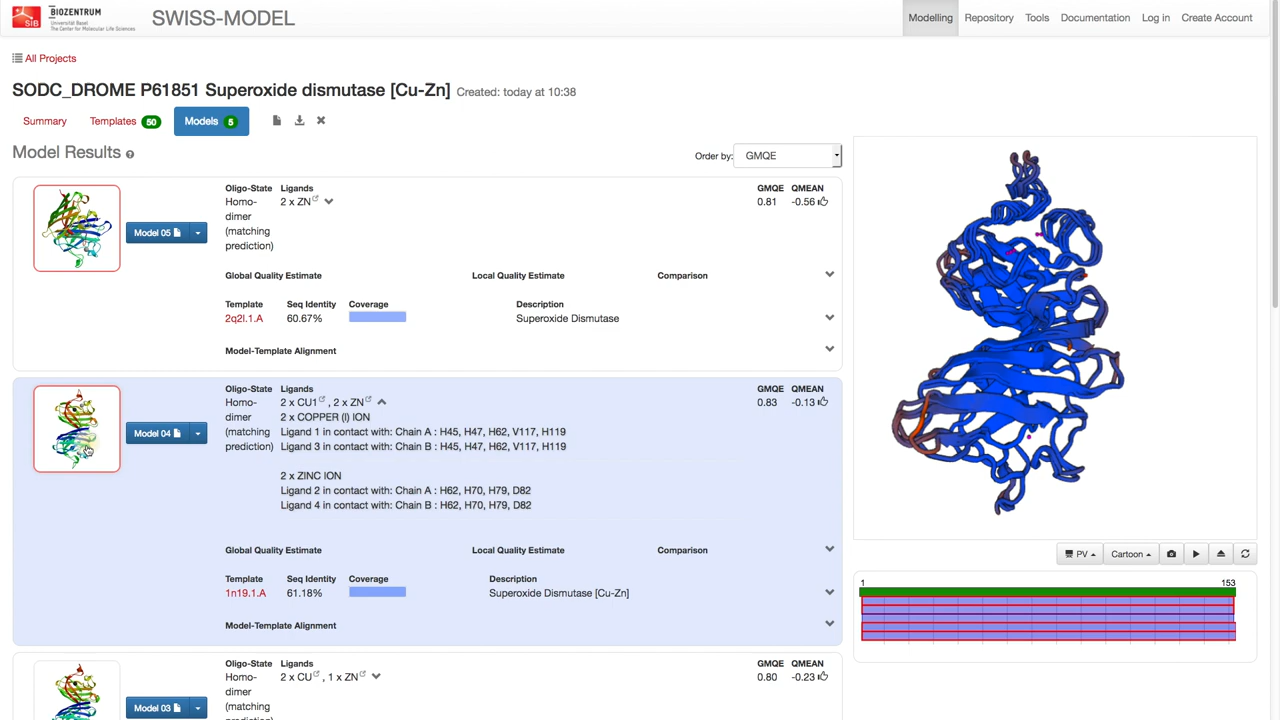 SIB
BIOZENTRUM
Universität Basel
The Center for Molecular Life Sciences
SWISS-MODEL
Modelling Repository Tools Documentation Log in Create Account
All Projects
SODC_DROME P61851 Superoxide dismutase [Cu-Zn] Created: today at 10:38
Summary Templates 50 Models 5
Model Results
Order by: GMQE
Oligo-State Ligands GMQE QMEAN
Homo- 2 x ZN 0.81 -0.56
dimer
(matching
prediction)
Model 05
Global Quality Estimate Local Quality Estimate Comparison
Template Seq Identity Coverage Description
2q2l.1.A 60.67% Superoxide Dismutase
Model-Template Alignment
Oligo-State Ligands GMQE QMEAN
Homo- 2 x CU1 , 2 x ZN 0.83 -0.13
dimer 2 x COPPER (I) ION
(matching Ligand 1 in contact with: Chain A : H45, H47, H62, V117, H119
prediction) Ligand 3 in contact with: Chain B : H45, H47, H62, V117, H119
Model 04
2 x ZINC ION
Ligand 2 in contact with: Chain A : H62, H70, H79, D82
Ligand 4 in contact with: Chain B : H62, H70, H79, D82
Global Quality Estimate Local Quality Estimate Comparison
Template Seq Identity Coverage Description
1n19.1.A 61.18% Superoxide Dismutase [Cu-Zn]
Model-Template Alignment
Oligo-State Ligands GMQE QMEAN
Homo- 2 x CU , 1 x ZN 0.80 -0.23
dimer
(matching
Model 03
PV Cartoon
1 153